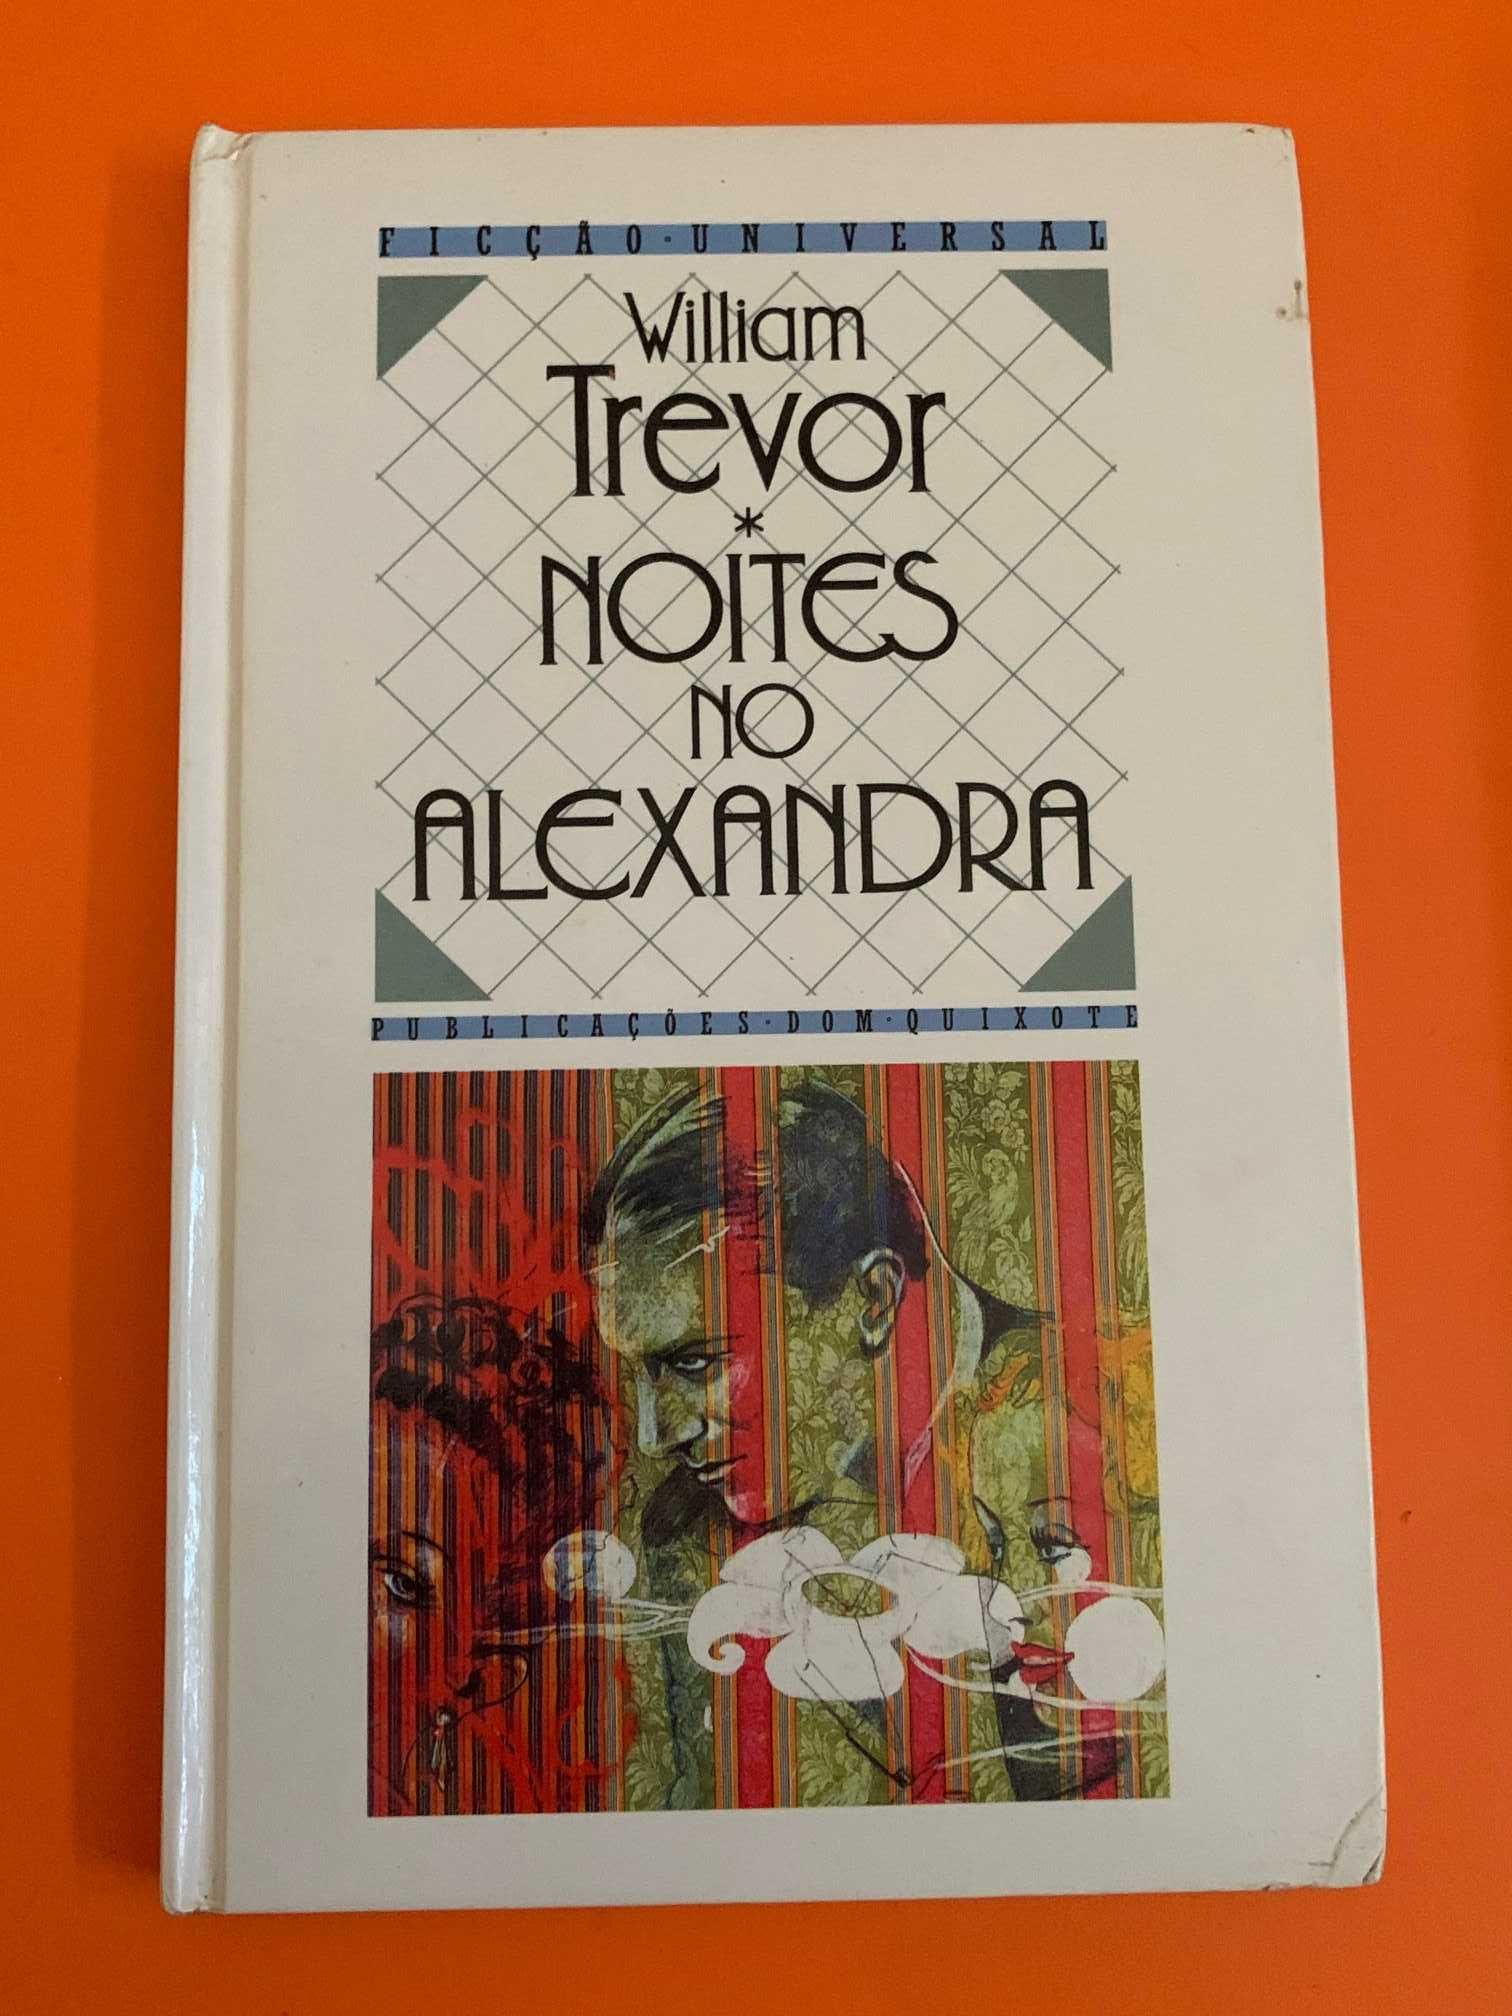 FICÇÃO·UNIVERSAL
William
Trevor
*
NOITES
NO
ALEXANDRA
PUBLICAÇÕES·DOM·QUIXOTE